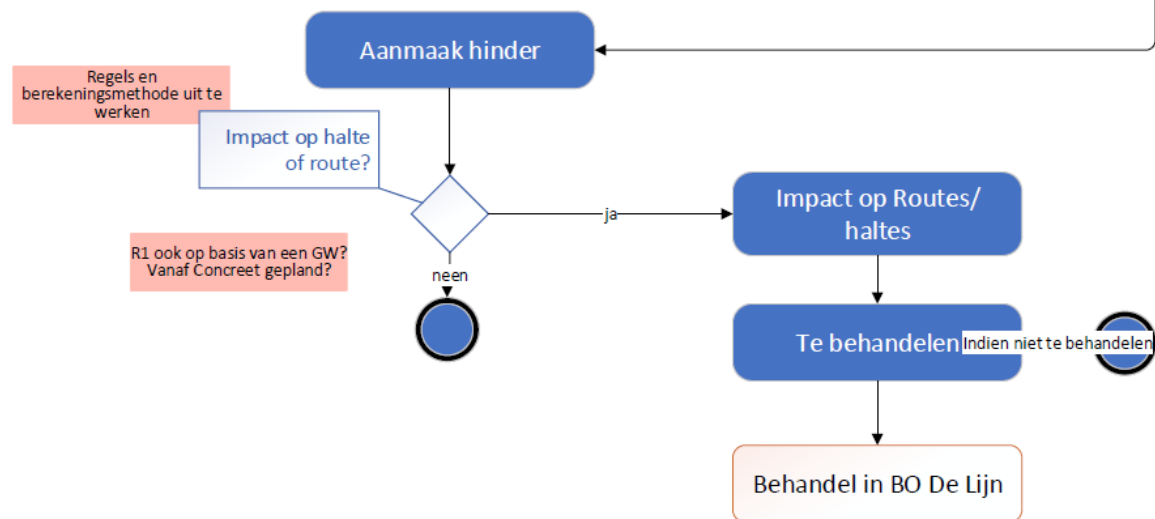 Aanmaak hinder
Regels en
berekeningsmethode uit te
werken
Impact op halte
of route?
ja
Impact op Routes/
haltes
R1 ook op basis van een GW?
Vanaf Concreet gepland?
neen
Te behandelen
Indien niet te behandelen
Behandel in BO De Lijn